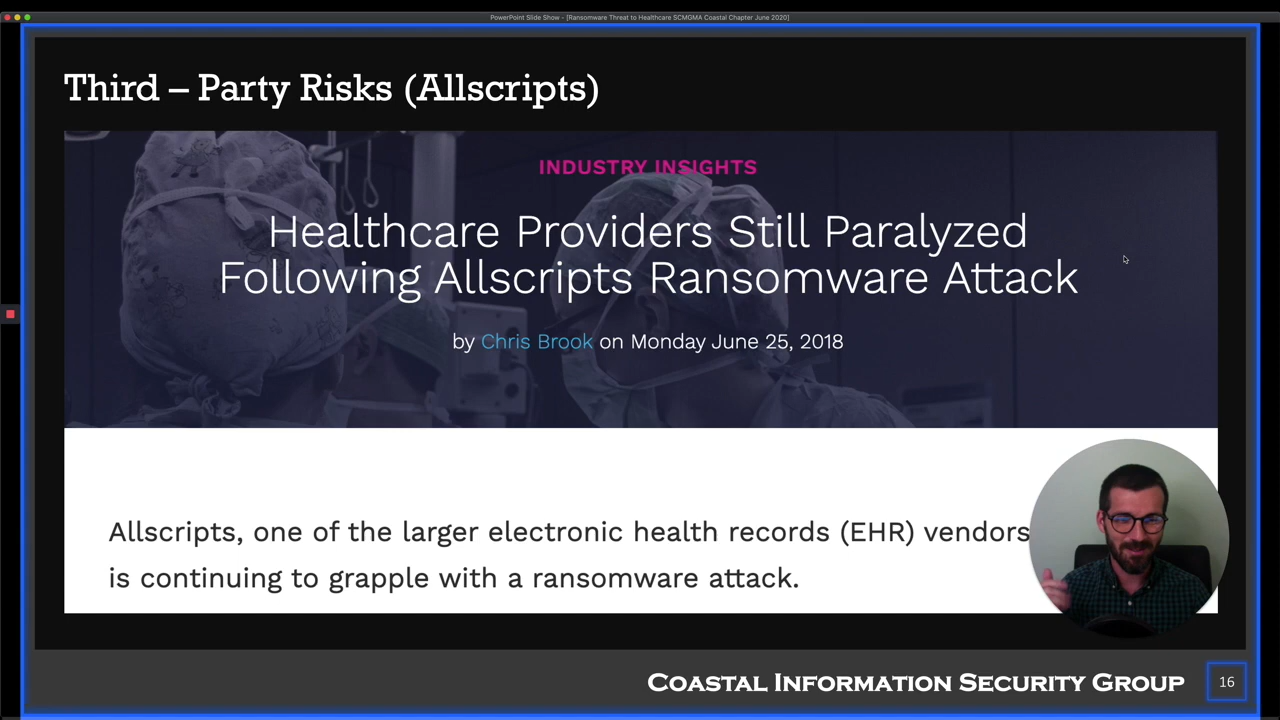 PowerPoint Slide Show - [Ransomware Threat to Healthcare SCMGMA Coastal Chapter June 2020]
Third – Party Risks (Allscripts)
INDUSTRY INSIGHTS
Healthcare Providers Still Paralyzed
Following Allscripts Ransomware Attack
by Chris Brook on Monday June 25, 2018
Allscripts, one of the larger electronic health records (EHR) vendors
is continuing to grapple with a ransomware attack.
Coastal Information Security Group
16